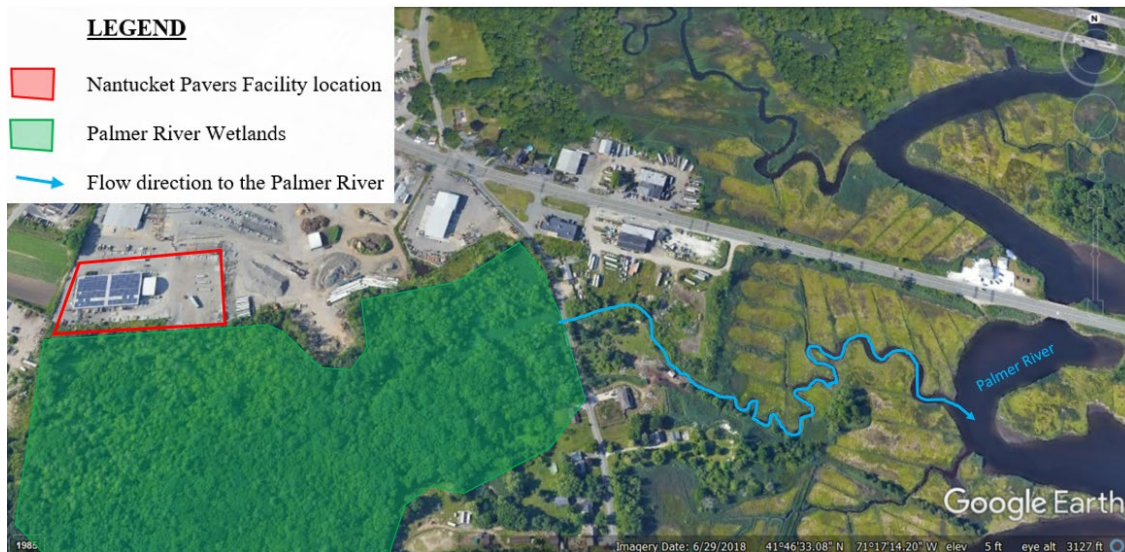 LEGEND
Nantucket Pavers Facility location
Palmer River Wetlands
Flow direction to the Palmer River
N
Palmer River
Google Earth
1985
Imagery Date: 6/29/2018 41°46'33.08" N 71°17'14.20" W elev 5 ft eye alt 3127 ft